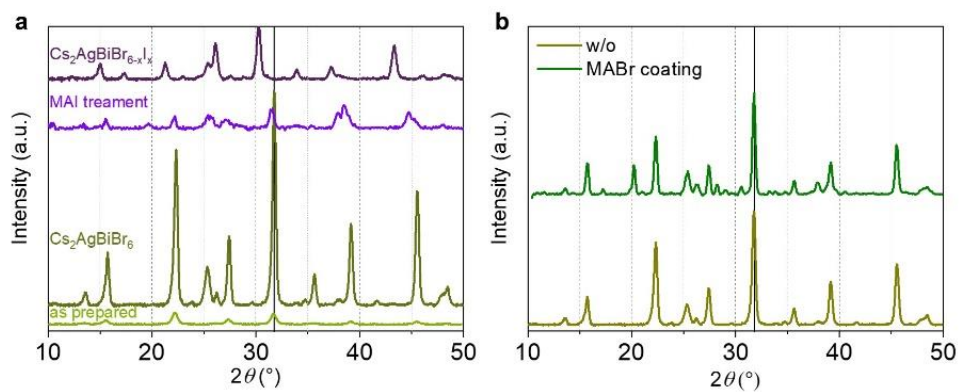 a
Cs₂AgBiBr₆₋ₓIₓ
MAI treament
Cs₂AgBiBr₆
as prepared
Intensity (a.u.)
10 20 30 40 50
2θ (°)
b
w/o
MABr coating
Intensity (a.u.)
10 20 30 40 50
2θ (°)